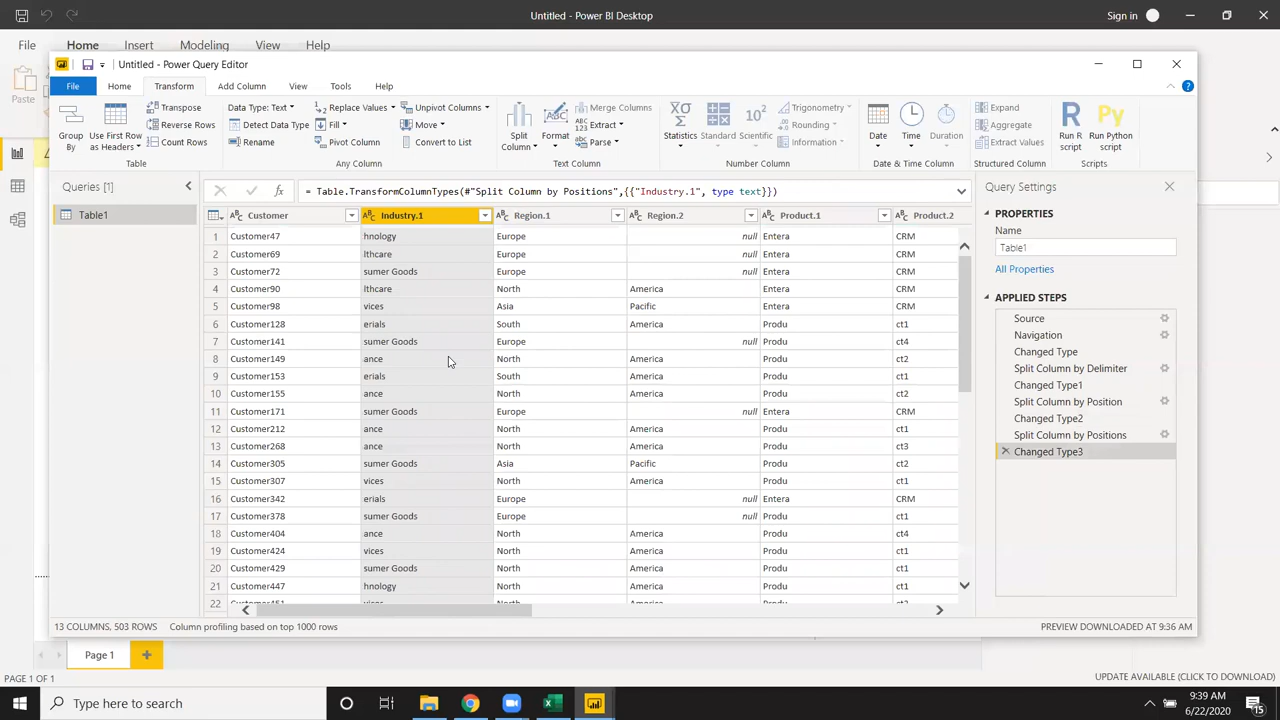 Untitled - Power BI Desktop
Sign in
File Home Insert Modeling View Help
Paste
Untitled - Power Query Editor
File Home Transform Add Column View Tools Help
Group By
Use First Row as Headers
Transpose
Reverse Rows
Count Rows
Table
Data Type: Text
Detect Data Type
Rename
Replace Values
Fill
Pivot Column
Unpivot Columns
Move
Convert to List
Any Column
Split Column
Format
Merge Columns
Extract
Parse
Text Column
Statistics
Standard
Scientific
Trigonometry
Rounding
Information
Number Column
Date
Time
Duration
Date & Time Column
Expand
Aggregate
Extract Values
Structured Column
Run R script
Run Python script
Scripts
Queries [1]
Table1
= Table.TransformColumnTypes(#"Split Column by Positions",{{"Industry.1", type text}})
Customer Industry.1 Region.1 Region.2 Product.1 Product.2
1 Customer47 hnology Europe null Entera CRM
2 Customer69 lthcare Europe null Entera CRM
3 Customer72 sumer Goods Europe null Entera CRM
4 Customer90 lthcare North America Entera CRM
5 Customer98 vices Asia Pacific Entera CRM
6 Customer128 erials South America Produ ct1
7 Customer141 sumer Goods Europe null Produ ct4
8 Customer149 ance North America Produ ct2
9 Customer153 erials South America Produ ct1
10 Customer155 ance North America Produ ct2
11 Customer171 sumer Goods Europe null Entera CRM
12 Customer212 ance North America Produ ct1
13 Customer268 ance North America Produ ct3
14 Customer305 sumer Goods Asia Pacific Produ ct2
15 Customer307 vices North America Produ ct1
16 Customer342 erials Europe null Entera CRM
17 Customer378 sumer Goods Europe null Produ ct1
18 Customer404 ance North America Produ ct4
19 Customer424 vices North America Produ ct1
20 Customer429 sumer Goods North America Produ ct1
21 Customer447 hnology North America Produ ct1
22 Customer451 vices North America Produ ct2
Query Settings
PROPERTIES
Name
Table1
All Properties
APPLIED STEPS
Source
Navigation
Changed Type
Split Column by Delimiter
Changed Type1
Split Column by Position
Changed Type2
Split Column by Positions
Changed Type3
13 COLUMNS, 503 ROWS Column profiling based on top 1000 rows
PREVIEW DOWNLOADED AT 9:36 AM
Page 1
PAGE 1 OF 1
UPDATE AVAILABLE (CLICK TO DOWNLOAD)
Type here to search
9:39 AM
6/22/2020
15